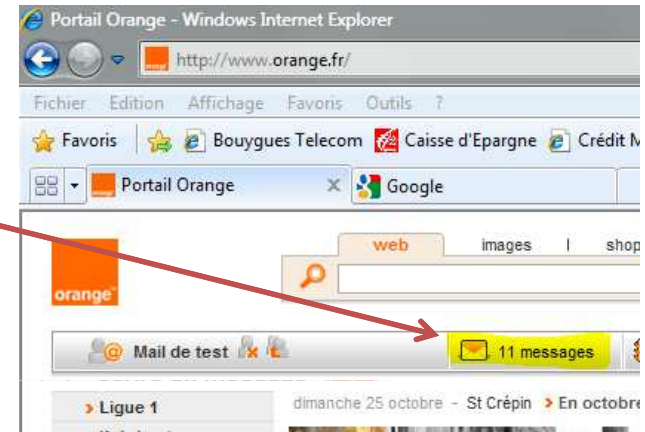 Portail Orange - Windows Internet Explorer
http://www.orange.fr/
Fichier Edition Affichage Favoris Outils ?
Favoris Bouygues Telecom Caisse d'Epargne Crédit M
Portail Orange Google
web images shop
orange
Mail de test 11 messages
Ligue 1
dimanche 25 octobre - St Crépin > En octobre